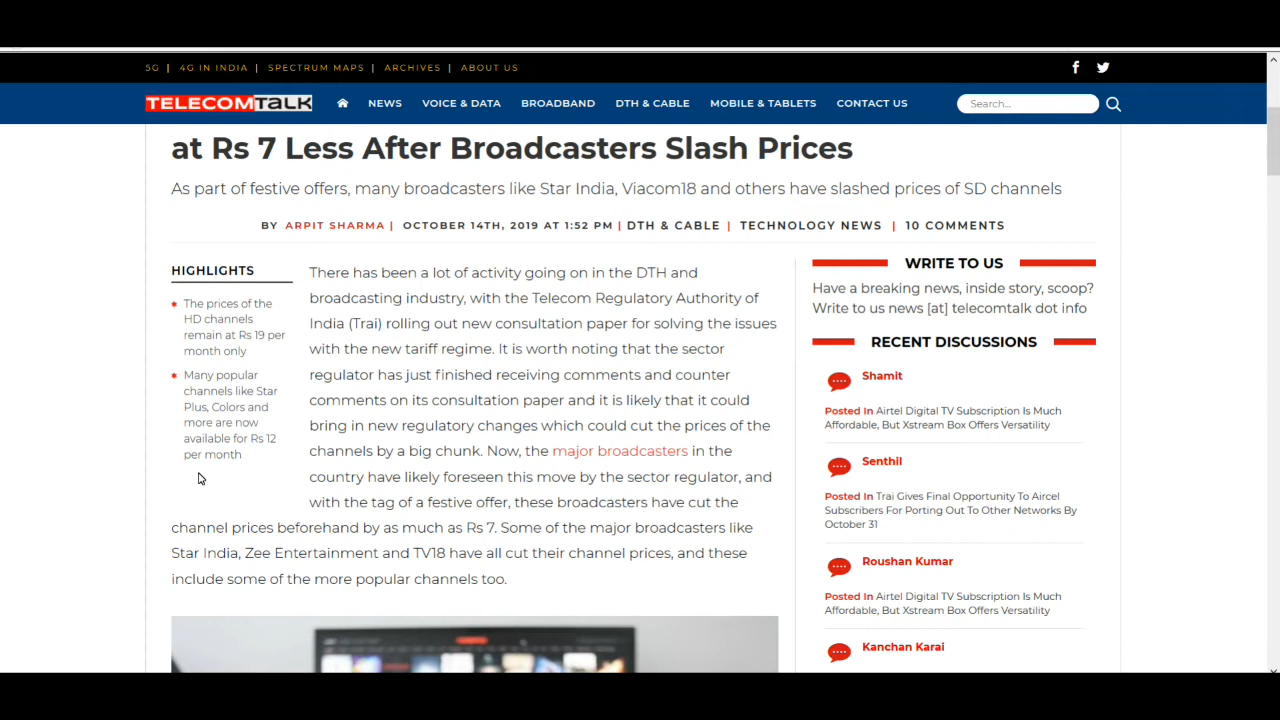 5G | 4G IN INDIA | SPECTRUM MAPS | ARCHIVES | ABOUT US
TELECOMTALK NEWS VOICE & DATA BROADBAND DTH & CABLE MOBILE & TABLETS CONTACT US Search...
at Rs 7 Less After Broadcasters Slash Prices
As part of festive offers, many broadcasters like Star India, Viacom18 and others have slashed prices of SD channels
BY ARPIT SHARMA | OCTOBER 14TH, 2019 AT 1:52 PM | DTH & CABLE | TECHNOLOGY NEWS | 10 COMMENTS
HIGHLIGHTS
The prices of the
HD channels
remain at Rs 19 per
month only
Many popular
channels like Star
Plus, Colors and
more are now
available for Rs 12
per month
There has been a lot of activity going on in the DTH and
broadcasting industry, with the Telecom Regulatory Authority of
India (Trai) rolling out new consultation paper for solving the issues
with the new tariff regime. It is worth noting that the sector
regulator has just finished receiving comments and counter
comments on its consultation paper and it is likely that it could
bring in new regulatory changes which could cut the prices of the
channels by a big chunk. Now, the major broadcasters in the
country have likely foreseen this move by the sector regulator, and
with the tag of a festive offer, these broadcasters have cut the
channel prices beforehand by as much as Rs 7. Some of the major broadcasters like
Star India, Zee Entertainment and TV18 have all cut their channel prices, and these
include some of the more popular channels too.
WRITE TO US
Have a breaking news, inside story, scoop?
Write to us news [at] telecomtalk dot info
RECENT DISCUSSIONS
Shamit
Posted In Airtel Digital TV Subscription Is Much
Affordable, But Xstream Box Offers Versatility
Senthil
Posted In Trai Gives Final Opportunity To Aircel
Subscribers For Porting Out To Other Networks By
October 31
Roushan Kumar
Posted In Airtel Digital TV Subscription Is Much
Affordable, But Xstream Box Offers Versatility
Kanchan Karai